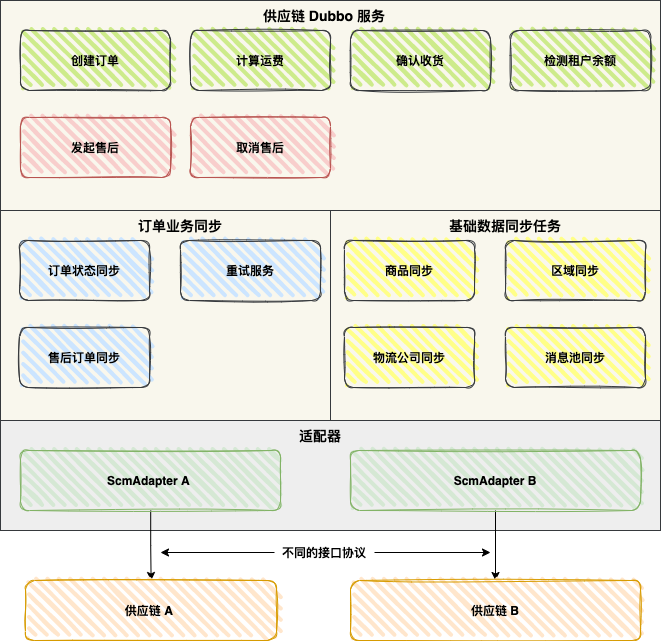 供应链 Dubbo 服务
创建订单
计算运费
确认收货
检测租户余额
发起售后
取消售后
订单业务同步
订单状态同步
重试服务
售后订单同步
基础数据同步任务
商品同步
区域同步
物流公司同步
消息池同步
适配器
ScmAdapter A
ScmAdapter B
不同的接口协议
供应链 A
供应链 B